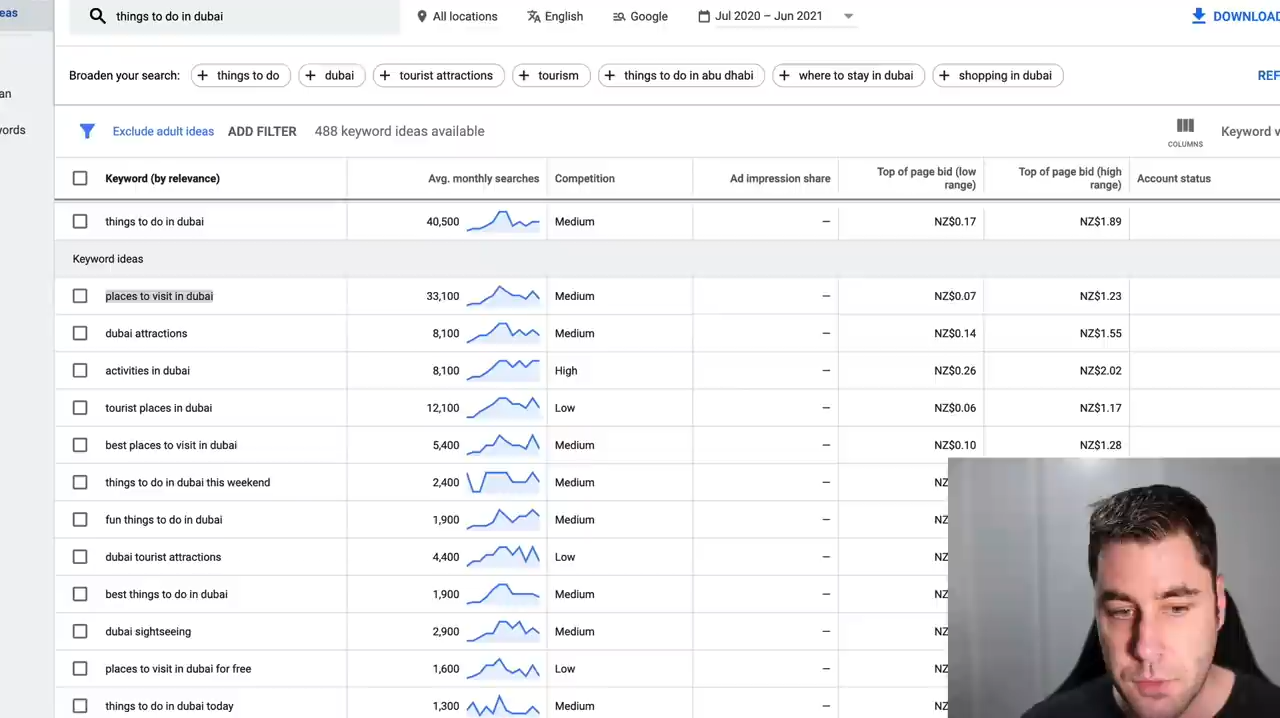 eas
things to do in dubai
All locations
English
Google
Jul 2020 – Jun 2021
DOWNLOAD
Broaden your search:
+ things to do
+ dubai
+ tourist attractions
+ tourism
+ things to do in abu dhabi
+ where to stay in dubai
+ shopping in dubai
REF
an
ords
Exclude adult ideas
ADD FILTER
488 keyword ideas available
COLUMNS
Keyword v
Keyword (by relevance)
Avg. monthly searches
Competition
Ad impression share
Top of page bid (low
range)
Top of page bid (high
range)
Account status
things to do in dubai 40,500 Medium – NZ$0.17 NZ$1.89
Keyword ideas
places to visit in dubai 33,100 Medium – NZ$0.07 NZ$1.23
dubai attractions 8,100 Medium – NZ$0.14 NZ$1.55
activities in dubai 8,100 High – NZ$0.26 NZ$2.02
tourist places in dubai 12,100 Low – NZ$0.06 NZ$1.17
best places to visit in dubai 5,400 Medium – NZ$0.10 NZ$1.28
things to do in dubai this weekend 2,400 Medium – NZ
fun things to do in dubai 1,900 Medium – NZ
dubai tourist attractions 4,400 Low – NZ
best things to do in dubai 1,900 Medium – NZ
dubai sightseeing 2,900 Medium – NZ
places to visit in dubai for free 1,600 Low – NZ
things to do in dubai today 1,300 Medium – NZ